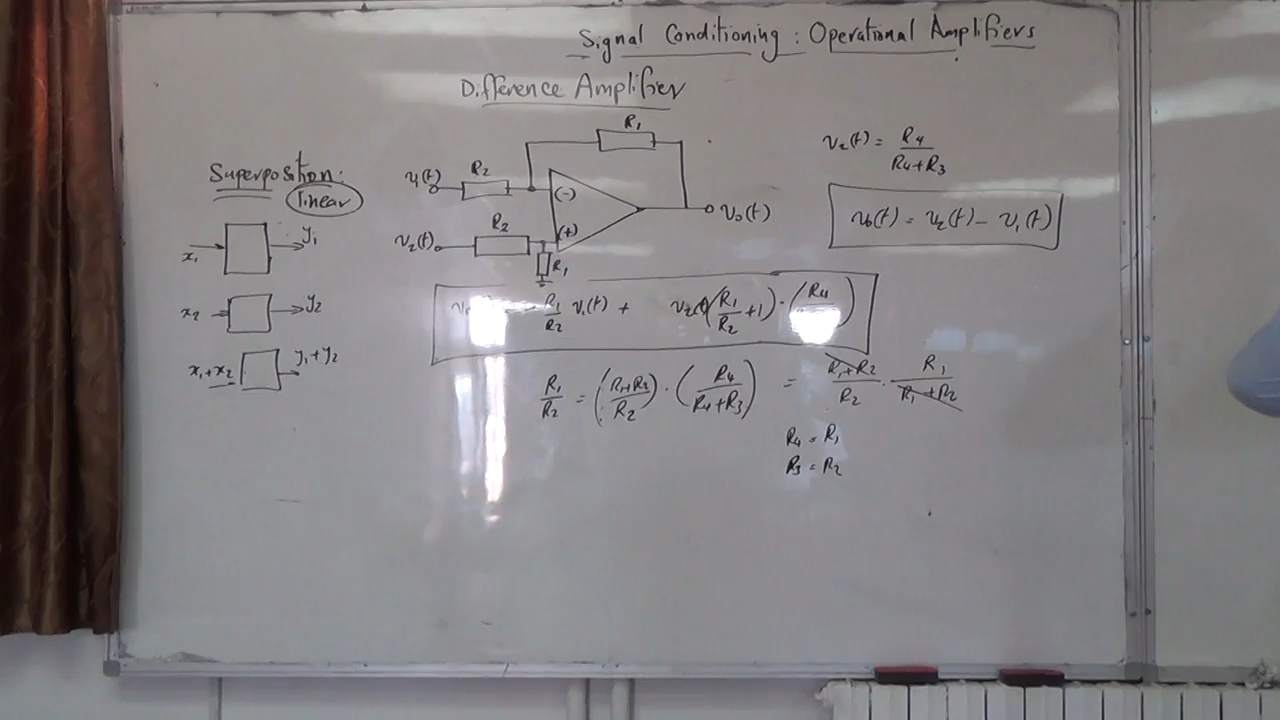 Signal Conditioning : Operational Amplifiers
Difference Amplifier
Superposition.
linear
x₁ y₁
x₂ y₂
x₁+x₂ y₁+y₂
R₁
v₁(t) R₂ (-)
v₀(t)
v₂(t) R₂ (+)
R₁
v₂(t) = R₄ / R₄+R₃
v₀(t) = v₂(t) - v₁(t)
- R₁/R₂ v₁(t) + (R₁/R₂ +1) · (R₄
R₁/R₂ = (R₁+R₂ / R₂) · (R₄ / R₄+R₃) = R₁+R₂ / R₂ · R₁ / R₁+R₂
R₄ = R₁
R₃ = R₂